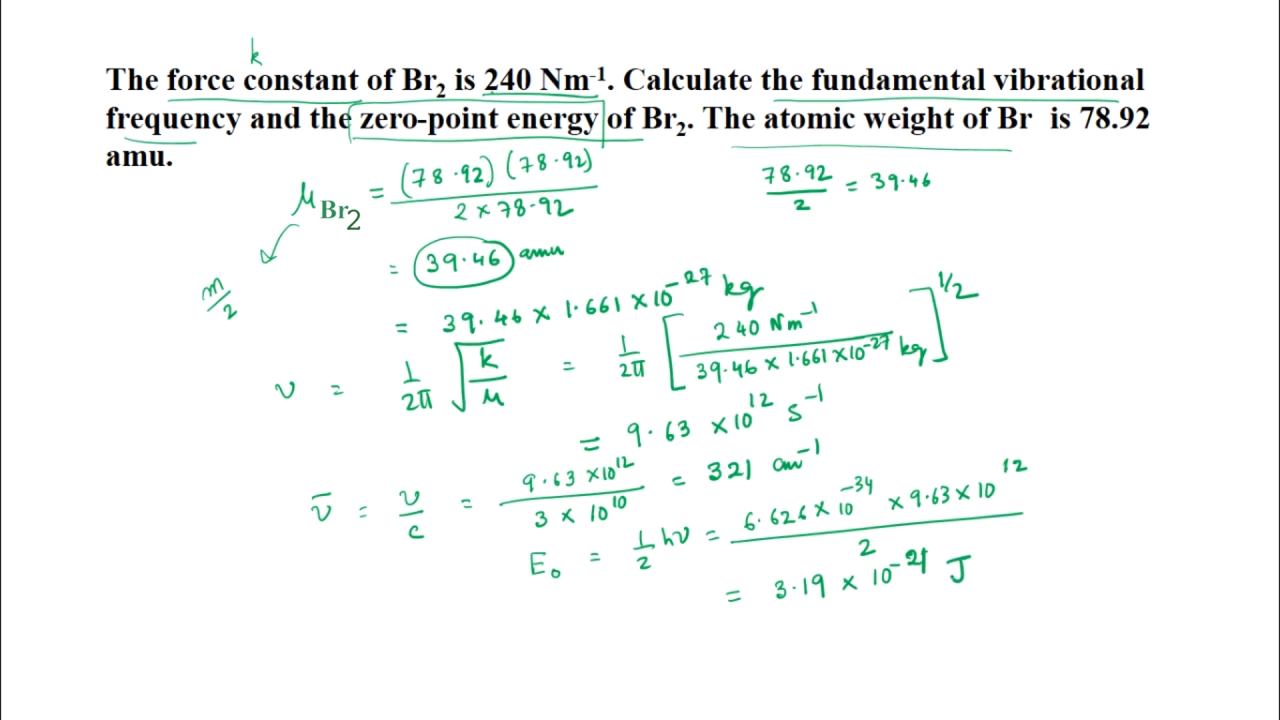 k
The force constant of Br₂ is 240 Nm⁻¹. Calculate the fundamental vibrational
frequency and the zero-point energy of Br₂. The atomic weight of Br is 78.92
amu.
μ Br₂ = (78.92) (78.92) / 2 × 78.92
78.92 / 2 = 39.46
= 39.46 amu
m/2
= 39.46 × 1.661 × 10⁻²⁷ kg
ν = 1/2π √(k/μ) = 1/2π [240 Nm⁻¹ / 39.46 × 1.661 × 10⁻²⁷ kg]^1/2
= 9.63 × 10¹² s⁻¹
ν̄ = ν/c = 9.63 × 10¹² / 3 × 10¹⁰ = 321 cm⁻¹
E₀ = 1/2 hν = 6.626 × 10⁻³⁴ × 9.63 × 10¹² / 2
= 3.19 × 10⁻²¹ J